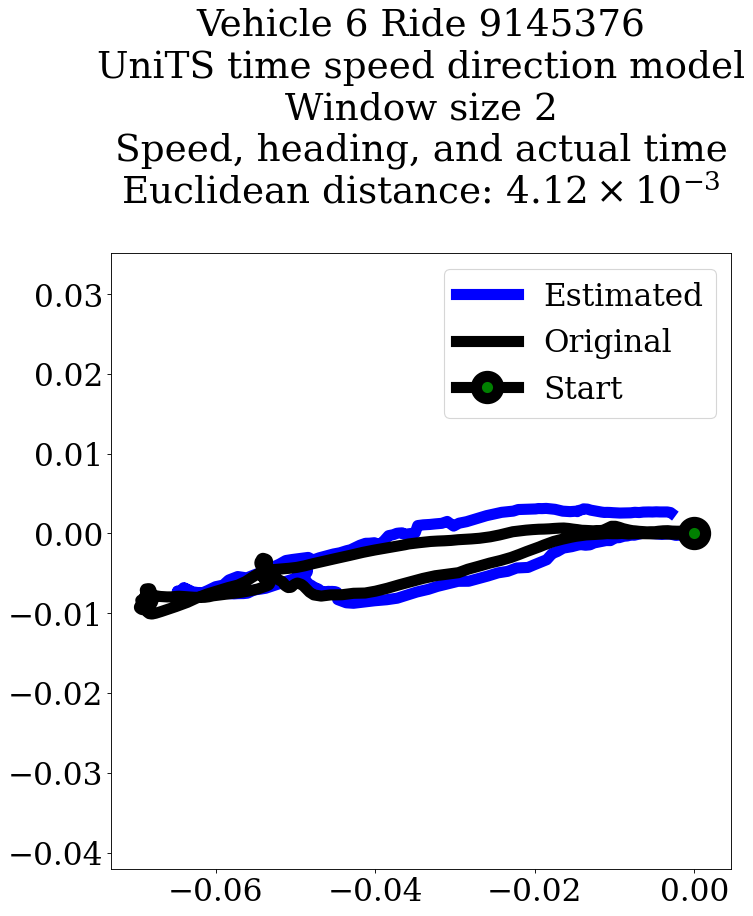 Vehicle 6 Ride 9145376
UniTS time speed direction model
Window size 2
Speed, heading, and actual time
Euclidean distance: 4.12 × 10⁻³
Estimated
Original
Start
0.03
0.02
0.01
0.00
−0.01
−0.02
−0.03
−0.04
−0.06 −0.04 −0.02 0.00